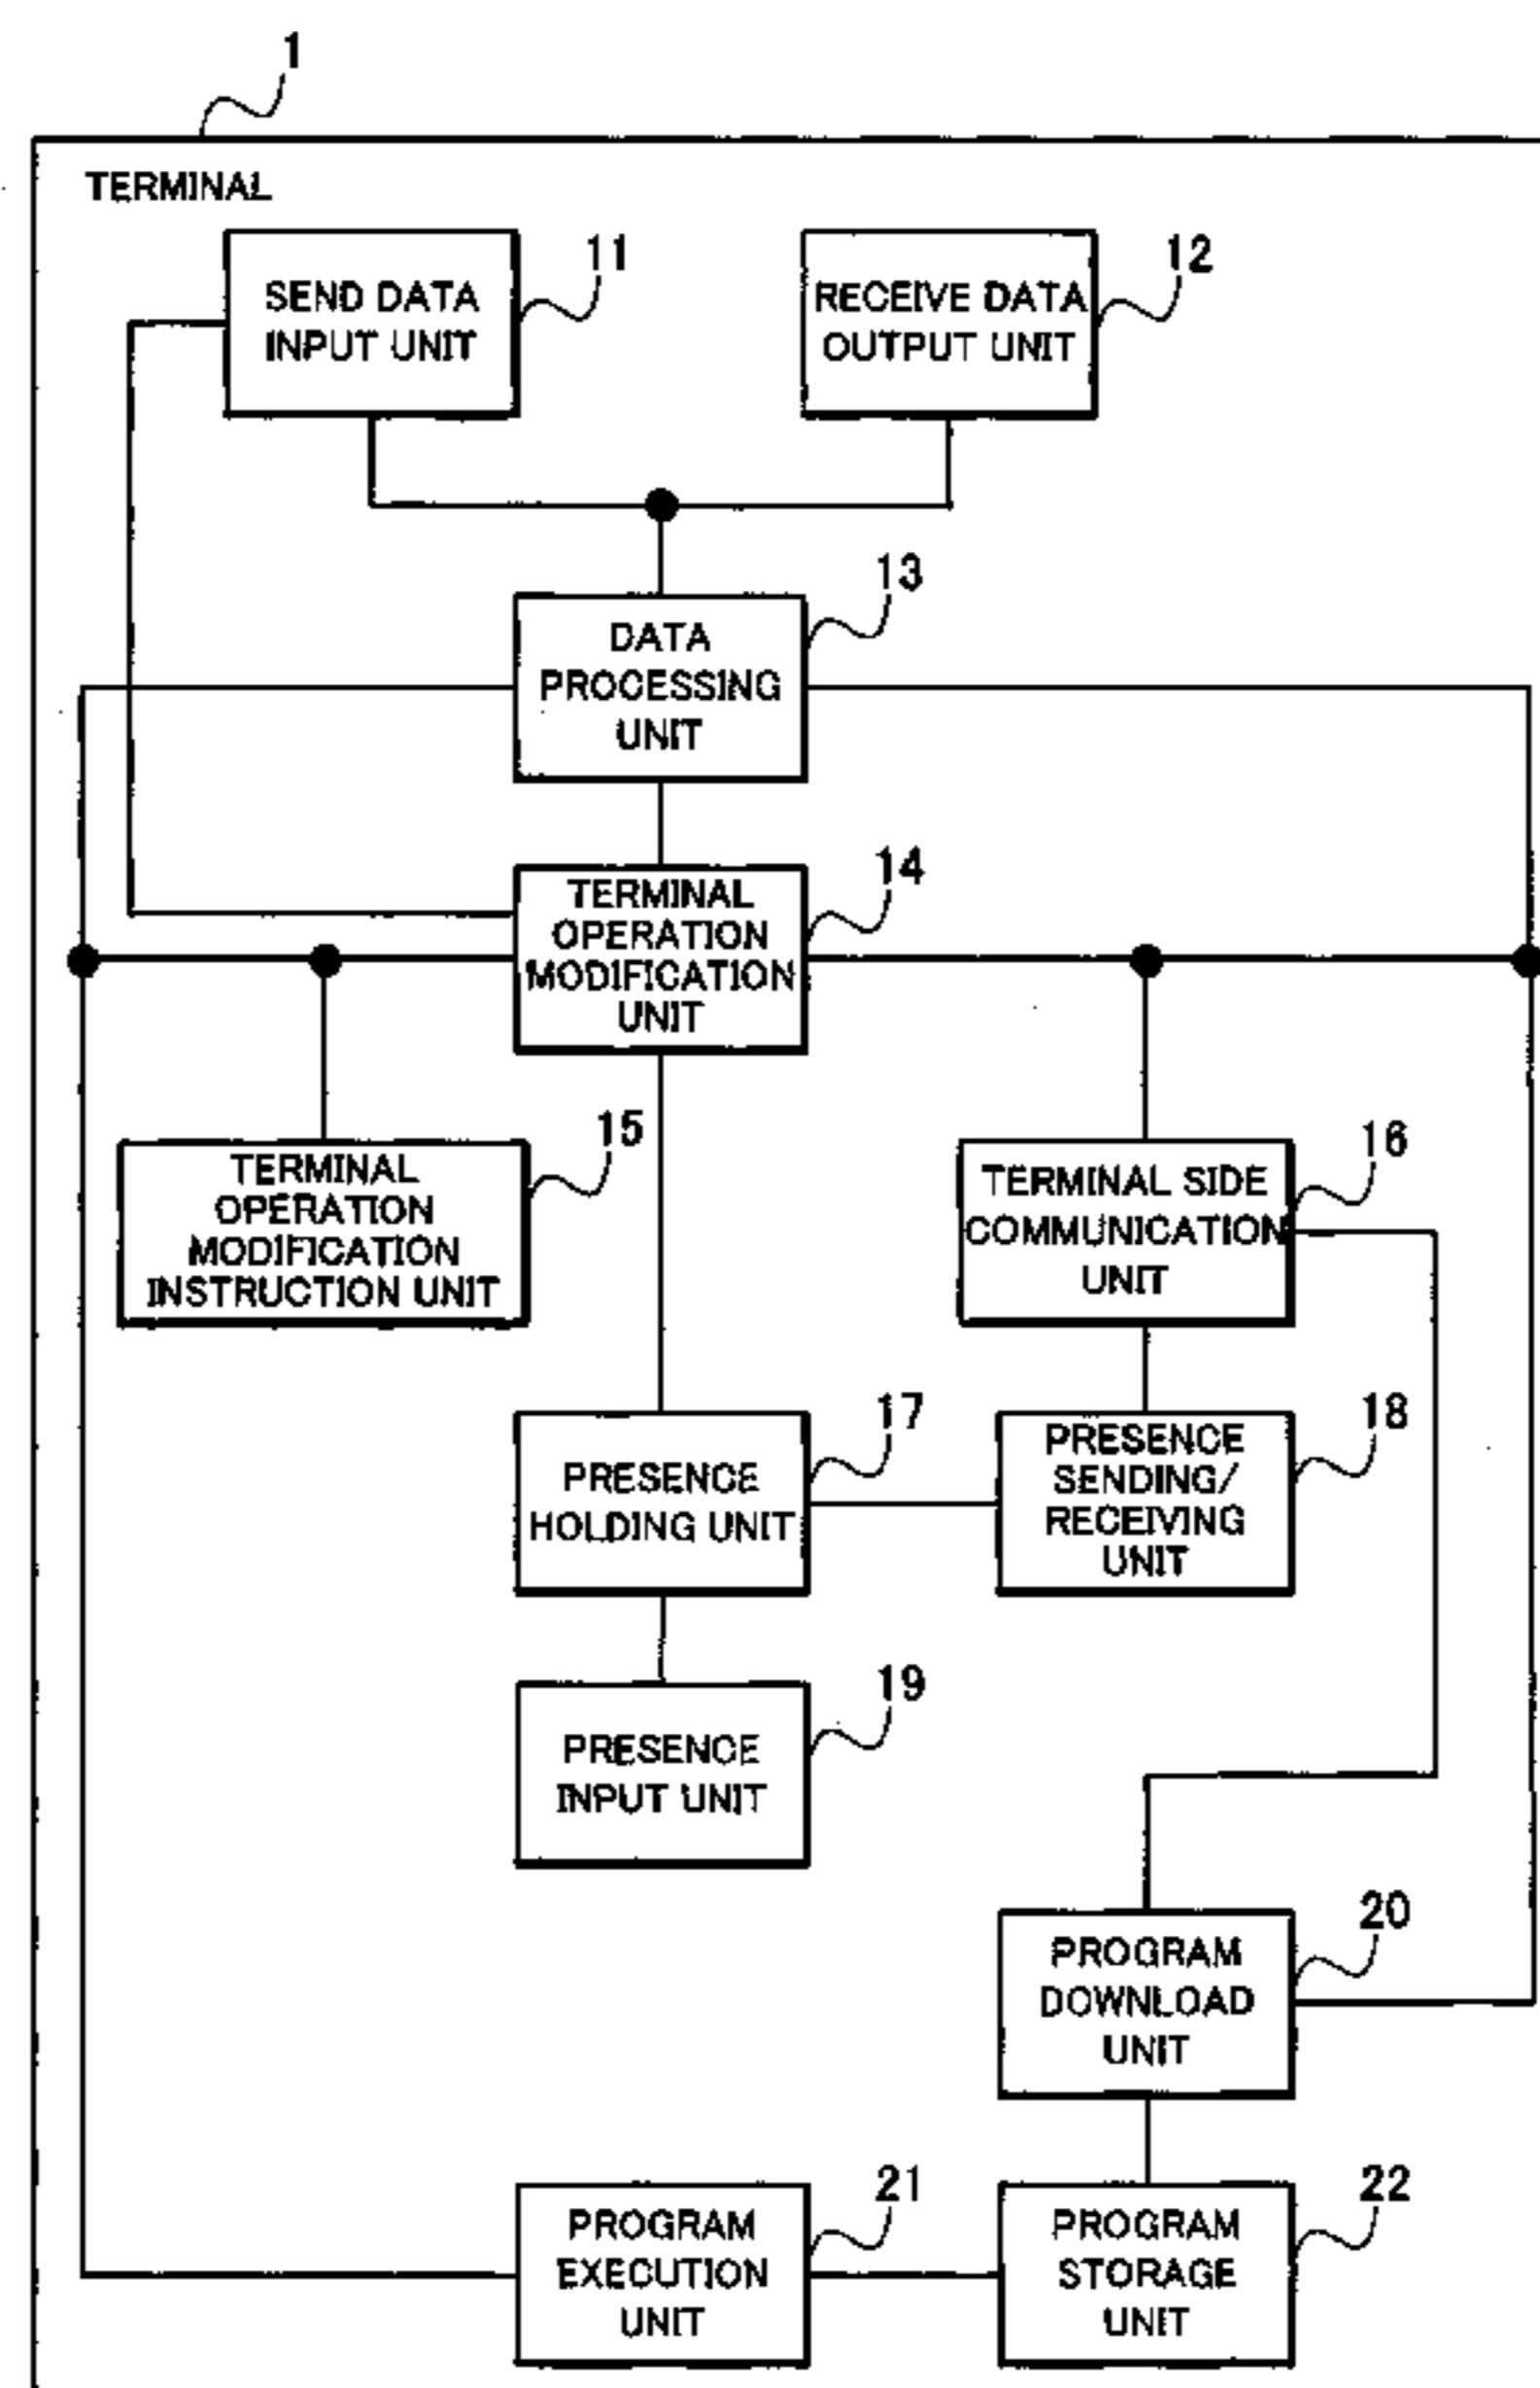 1
TERMINAL
SEND DATA
INPUT UNIT
11
RECEIVE DATA
OUTPUT UNIT
12
DATA
PROCESSING
UNIT
13
TERMINAL
OPERATION
MODIFICATION
UNIT
14
TERMINAL
OPERATION
MODIFICATION
INSTRUCTION UNIT
15
TERMINAL SIDE
COMMUNICATION
UNIT
16
PRESENCE
HOLDING UNIT
17
PRESENCE
SENDING/
RECEIVING
UNIT
18
PRESENCE
INPUT UNIT
19
PROGRAM
DOWNLOAD
UNIT
20
PROGRAM
EXECUTION
UNIT
21
PROGRAM
STORAGE
UNIT
22